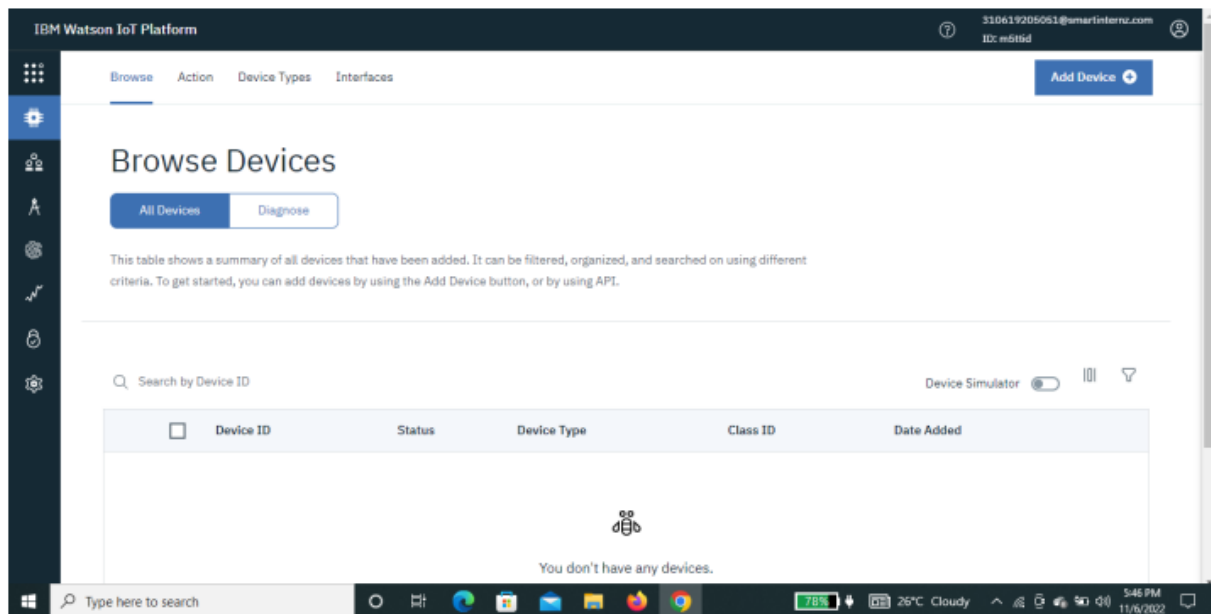 IBM Watson IoT Platform
310619205051@smartinternz.com
ID: m5ttid
Browse Action Device Types Interfaces
Add Device
Browse Devices
All Devices Diagnose
This table shows a summary of all devices that have been added. It can be filtered, organized, and searched on using different
criteria. To get started, you can add devices by using the Add Device button, or by using API.
Search by Device ID
Device Simulator
Device ID Status Device Type Class ID Date Added
You don't have any devices.
Type here to search
78%
26°C Cloudy
5:46 PM
11/6/2022